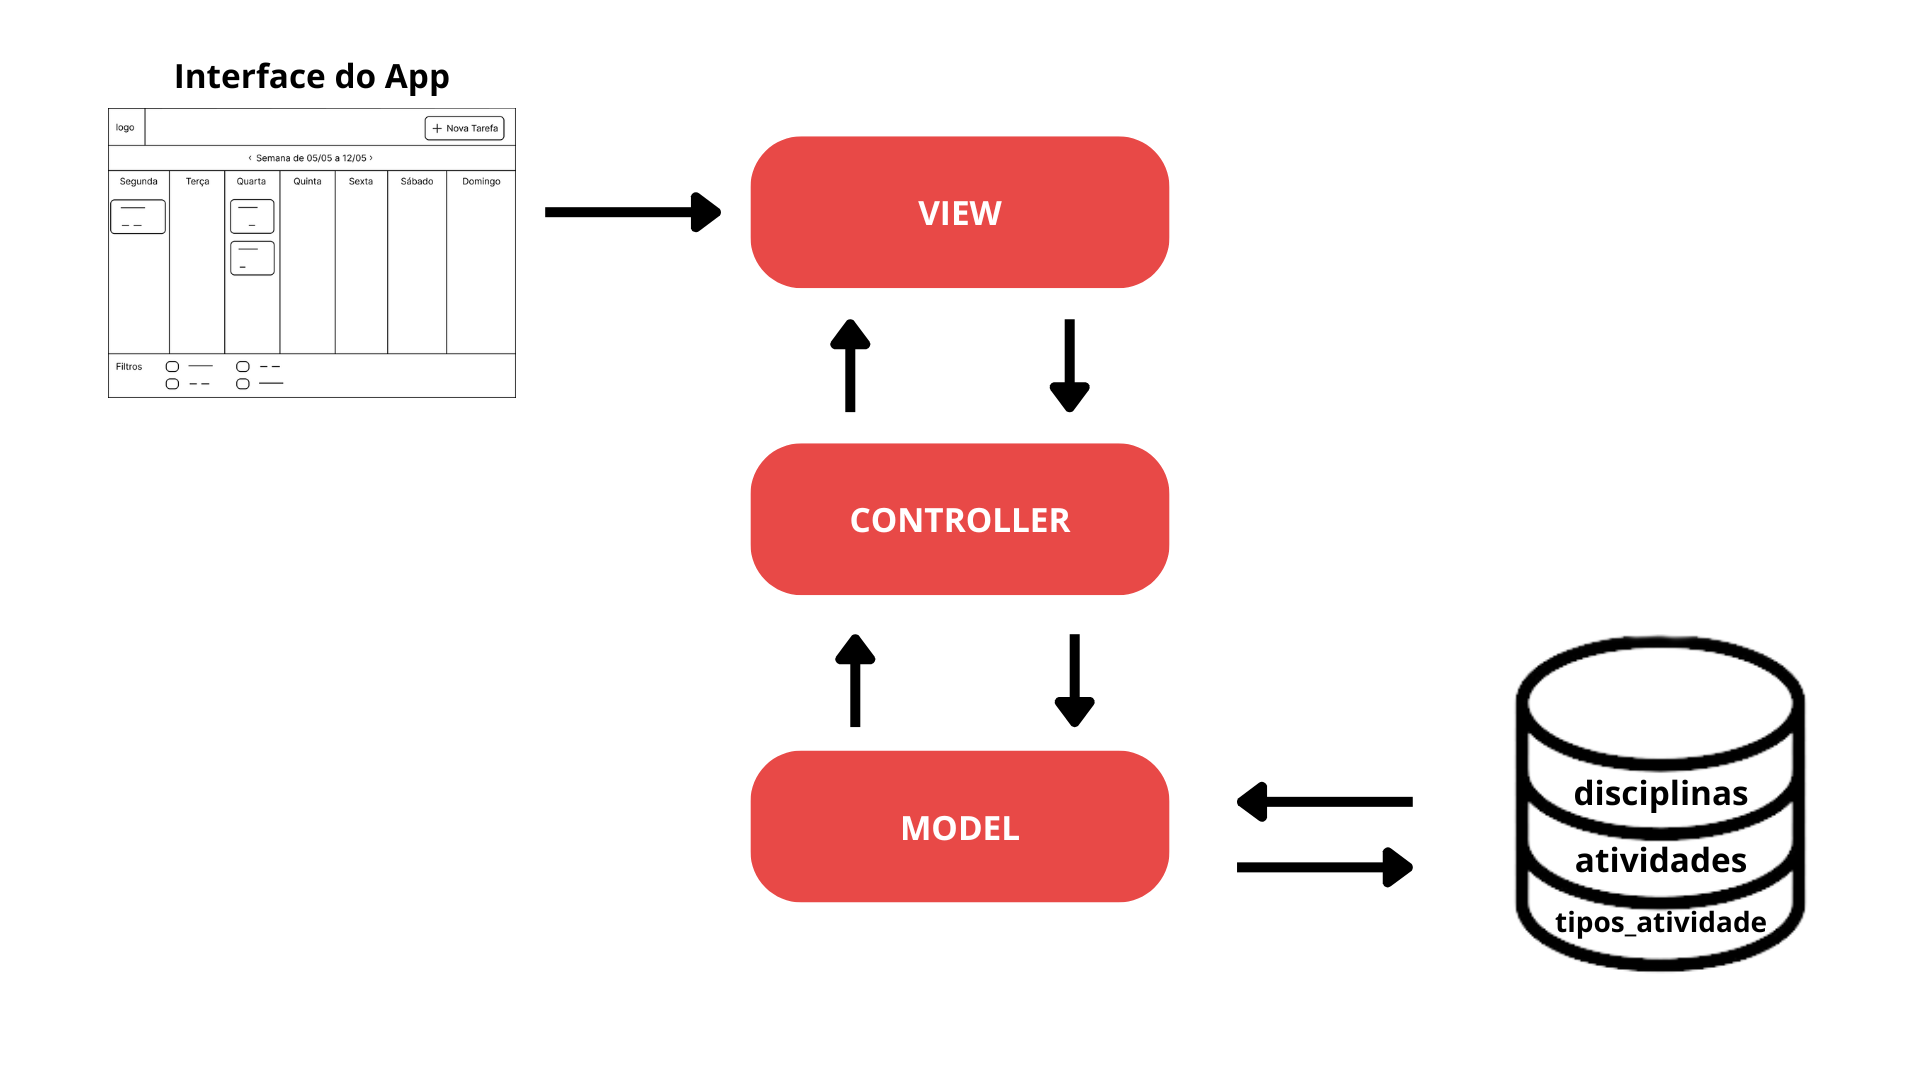 Interface do App
logo
+ Nova Tarefa
‹ Semana de 05/05 a 12/05 ›
Segunda Terça Quarta Quinta Sexta Sábado Domingo
Filtros
VIEW
CONTROLLER
MODEL
disciplinas
atividades
tipos_atividade